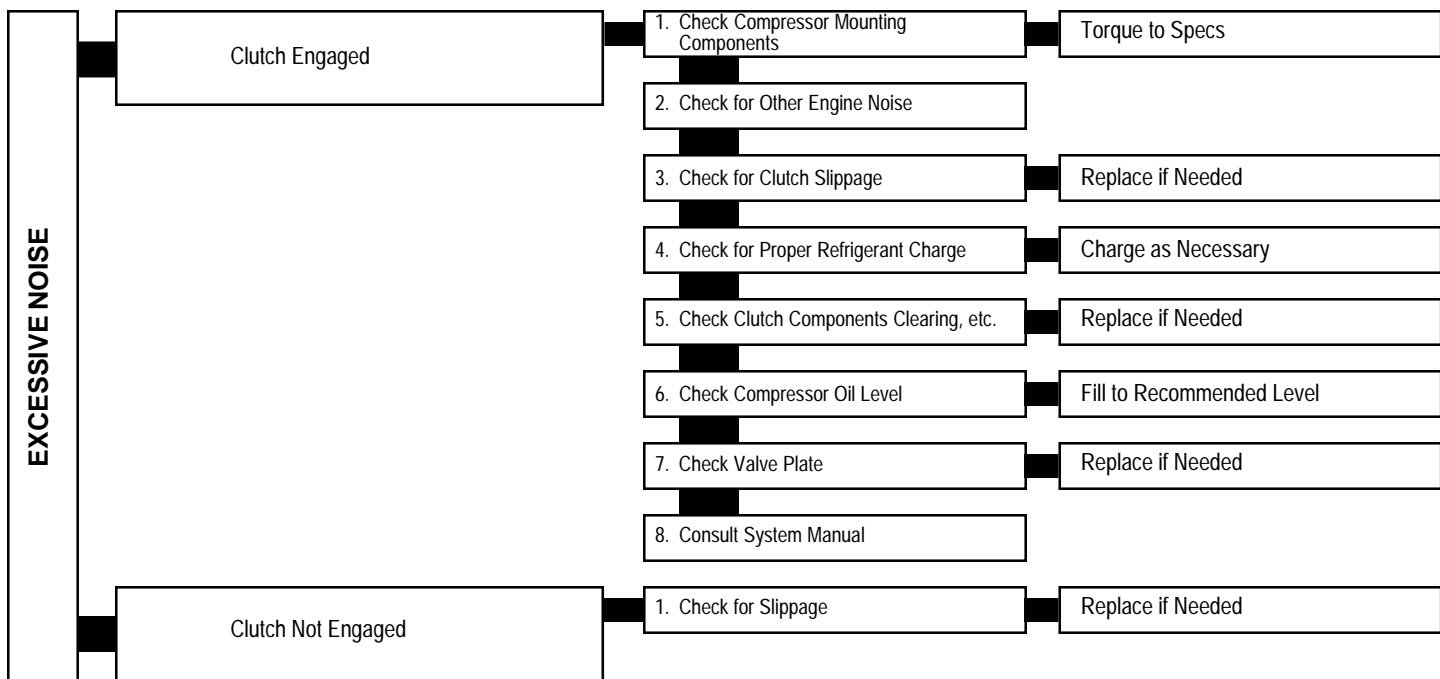 EXCESSIVE NOISE
Clutch Engaged
1. Check Compressor Mounting
Components
Torque to Specs
2. Check for Other Engine Noise
3. Check for Clutch Slippage
Replace if Needed
4. Check for Proper Refrigerant Charge
Charge as Necessary
5. Check Clutch Components Clearing, etc.
Replace if Needed
6. Check Compressor Oil Level
Fill to Recommended Level
7. Check Valve Plate
Replace if Needed
8. Consult System Manual
Clutch Not Engaged
1. Check for Slippage
Replace if Needed